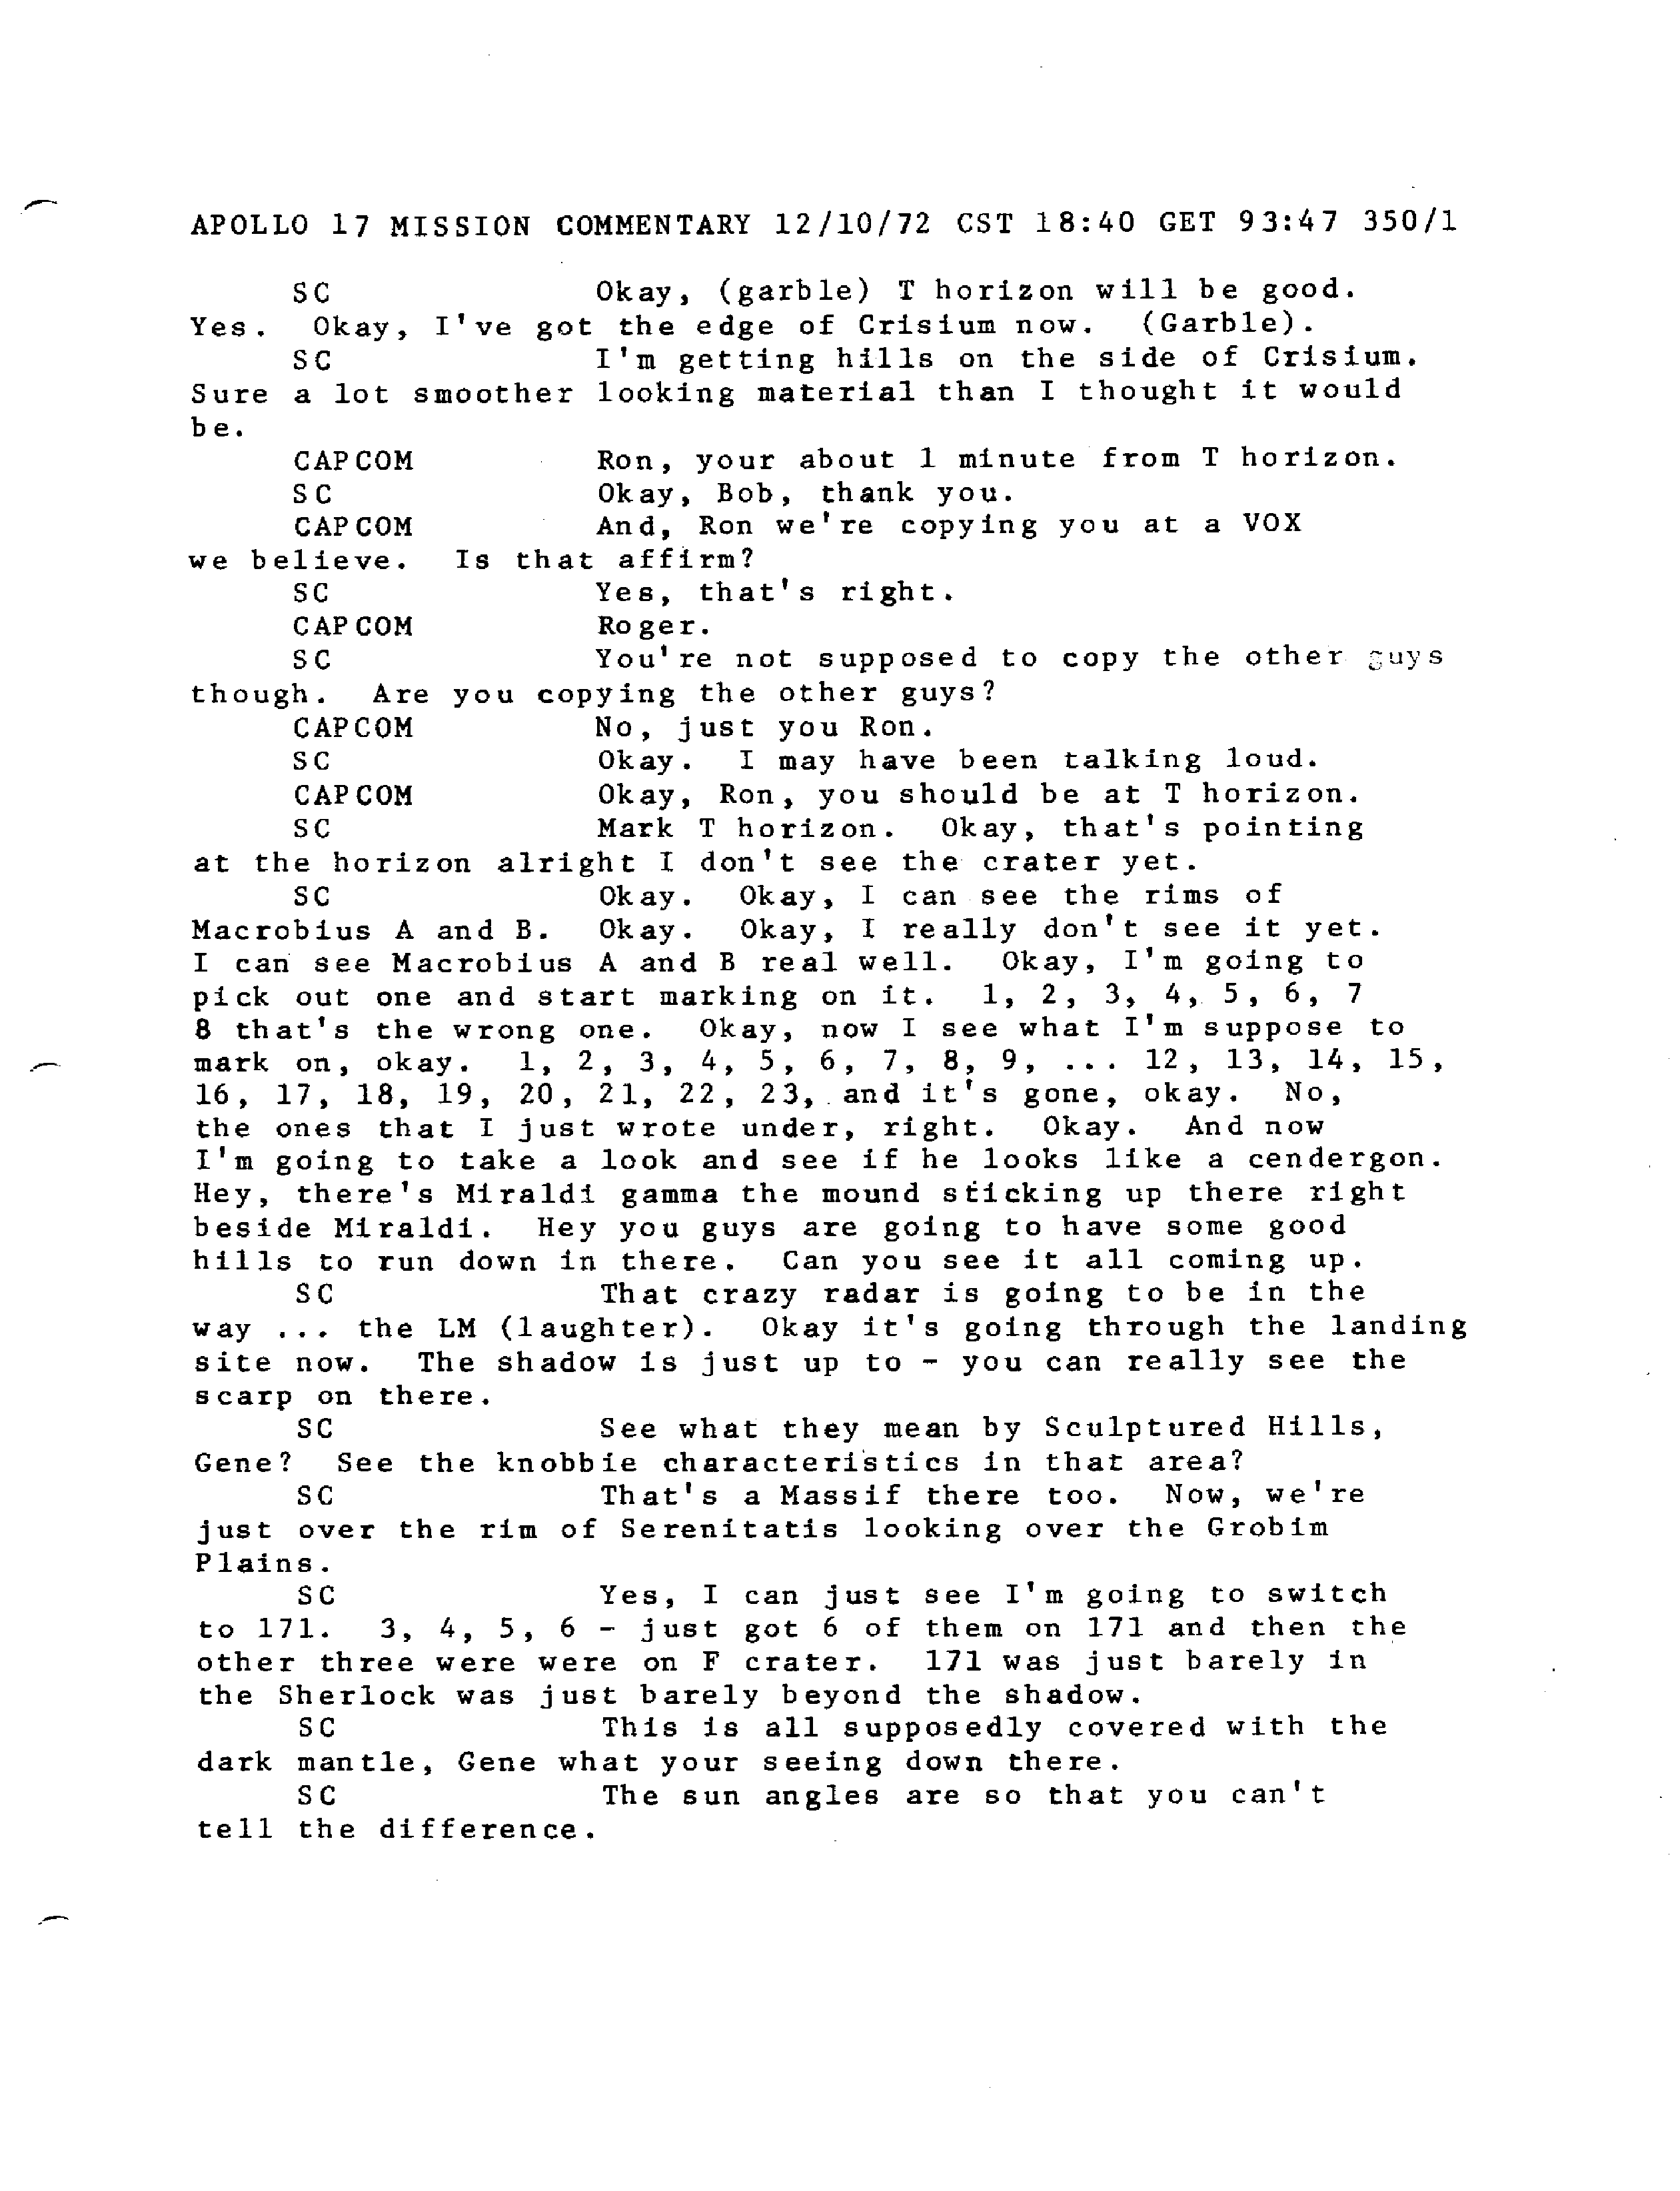 APOLLO 17 MISSION COMMENTARY 12/10/72 CST 18:40 GET 93:47 350/1
SC Okay, (garble) T horizon will be good.
Yes. Okay, I've got the edge of Crisium now. (Garble).
SC I'm getting hills on the side of Crisium.
Sure a lot smoother looking material than I thought it would
be.
CAPCOM Ron, your about 1 minute from T horizon.
SC Okay, Bob, thank you.
CAPCOM And, Ron we're copying you at a VOX
we believe. Is that affirm?
SC Yes, that's right.
CAPCOM Roger.
SC You're not supposed to copy the other guys
though. Are you copying the other guys?
CAPCOM No, just you Ron.
SC Okay. I may have been talking loud.
CAPCOM Okay, Ron, you should be at T horizon.
SC Mark T horizon. Okay, that's pointing
at the horizon alright I don't see the crater yet.
SC Okay. Okay, I can see the rims of
Macrobius A and B. Okay. Okay, I really don't see it yet.
I can see Macrobius A and B real well. Okay, I'm going to
pick out one and start marking on it. 1, 2, 3, 4, 5, 6, 7
8 that's the wrong one. Okay, now I see what I'm suppose to
mark on, okay. 1, 2, 3, 4, 5, 6, 7, 8, 9, ... 12, 13, 14, 15,
16, 17, 18, 19, 20, 21, 22, 23, and it's gone, okay. No,
the ones that I just wrote under, right. Okay. And now
I'm going to take a look and see if he looks like a cendergon.
Hey, there's Miraldi gamma the mound sticking up there right
beside Miraldi. Hey you guys are going to have some good
hills to run down in there. Can you see it all coming up.
SC That crazy radar is going to be in the
way ... the LM (laughter). Okay it's going through the landing
site now. The shadow is just up to - you can really see the
scarp on there.
SC See what they mean by Sculptured Hills,
Gene? See the knobbie characteristics in that area?
SC That's a Massif there too. Now, we're
just over the rim of Serenitatis looking over the Grobim
Plains.
SC Yes, I can just see I'm going to switch
to 171. 3, 4, 5, 6 - just got 6 of them on 171 and then the
other three were were on F crater. 171 was just barely in
the Sherlock was just barely beyond the shadow.
SC This is all supposedly covered with the
dark mantle, Gene what your seeing down there.
SC The sun angles are so that you can't
tell the difference.